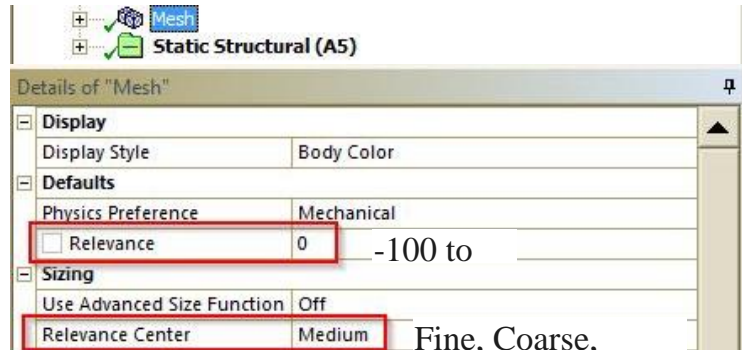 Mesh
Static Structural (A5)
Details of "Mesh"
Display
Display Style Body Color
Defaults
Physics Preference Mechanical
Relevance 0 -100 to
Sizing
Use Advanced Size Function Off
Relevance Center Medium Fine, Coarse,